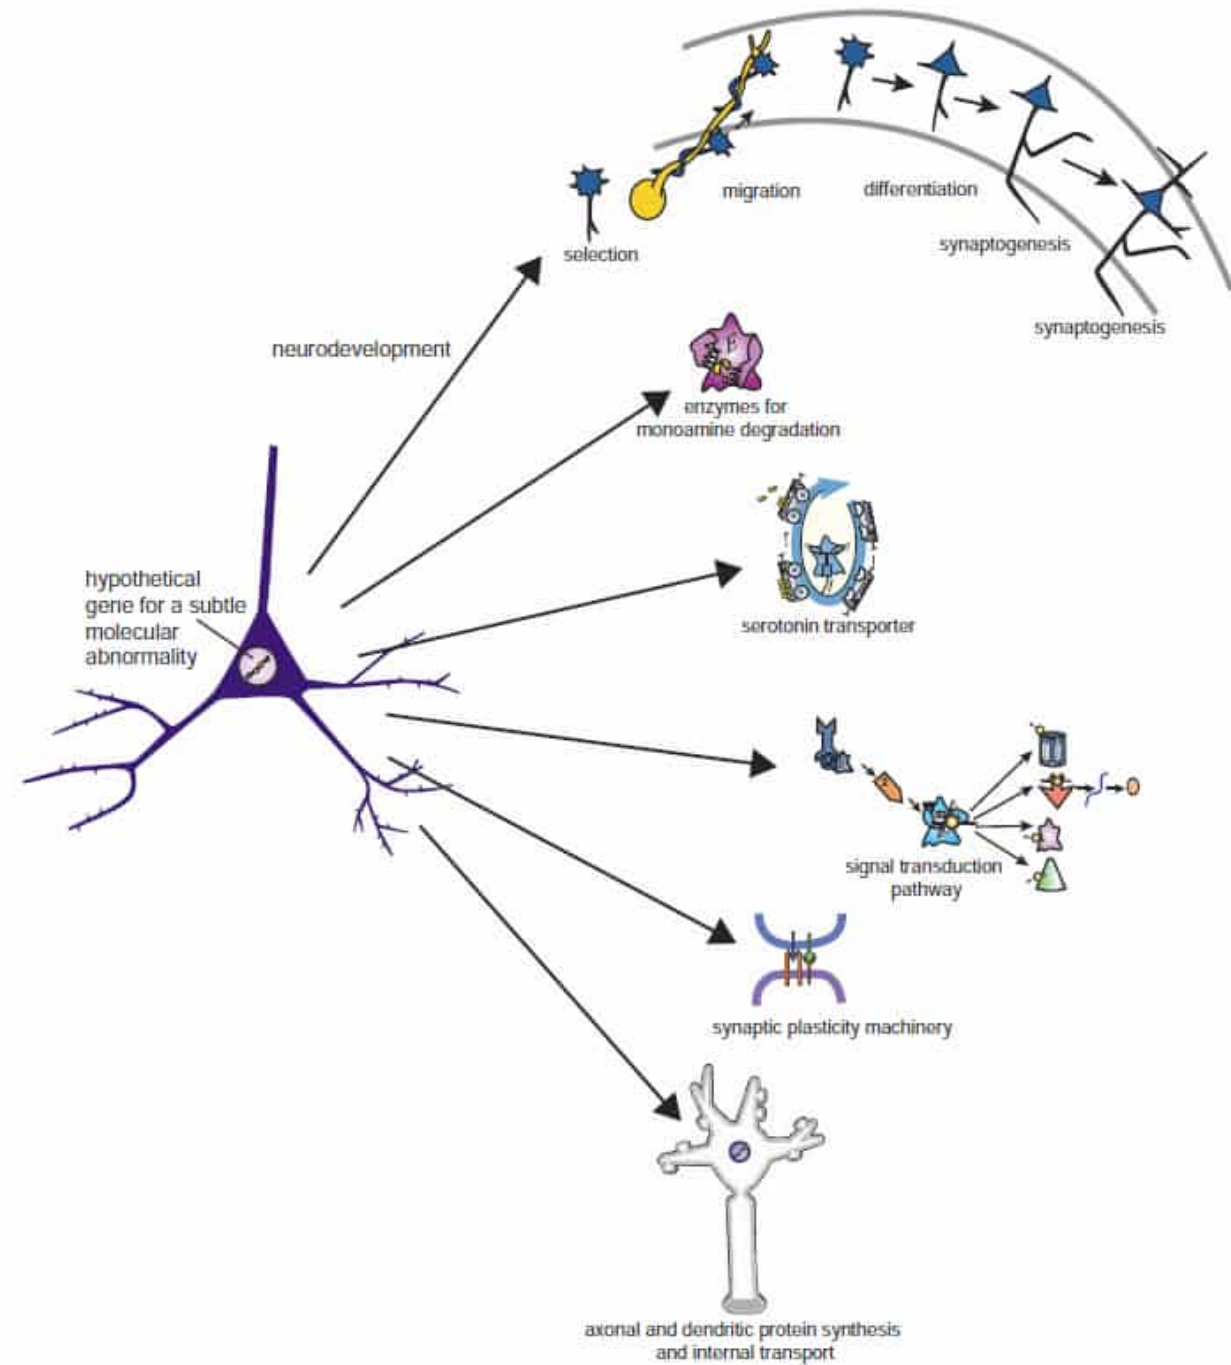 migration
differentiation
selection
synaptogenesis
synaptogenesis
neurodevelopment
enzymes for
monoamine degradation
hypothetical
gene for a subtle
molecular
abnormality
serotonin transporter
signal transduction
pathway
synaptic plasticity machinery
axonal and dendritic protein synthesis
and internal transport